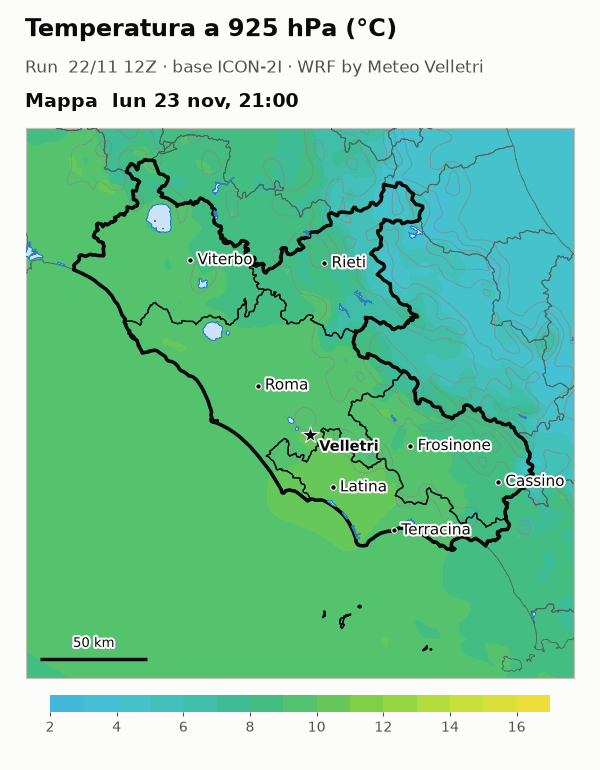 Temperatura a 925 hPa (°C)
Run  22/11 12Z · base ICON-2I · WRF by Meteo Velletri
Mappa  lun 23 nov, 21:00
Viterbo
Rieti
Roma
Velletri
Frosinone
Latina
Cassino
Terracina
50 km
2 4 6 8 10 12 14 16